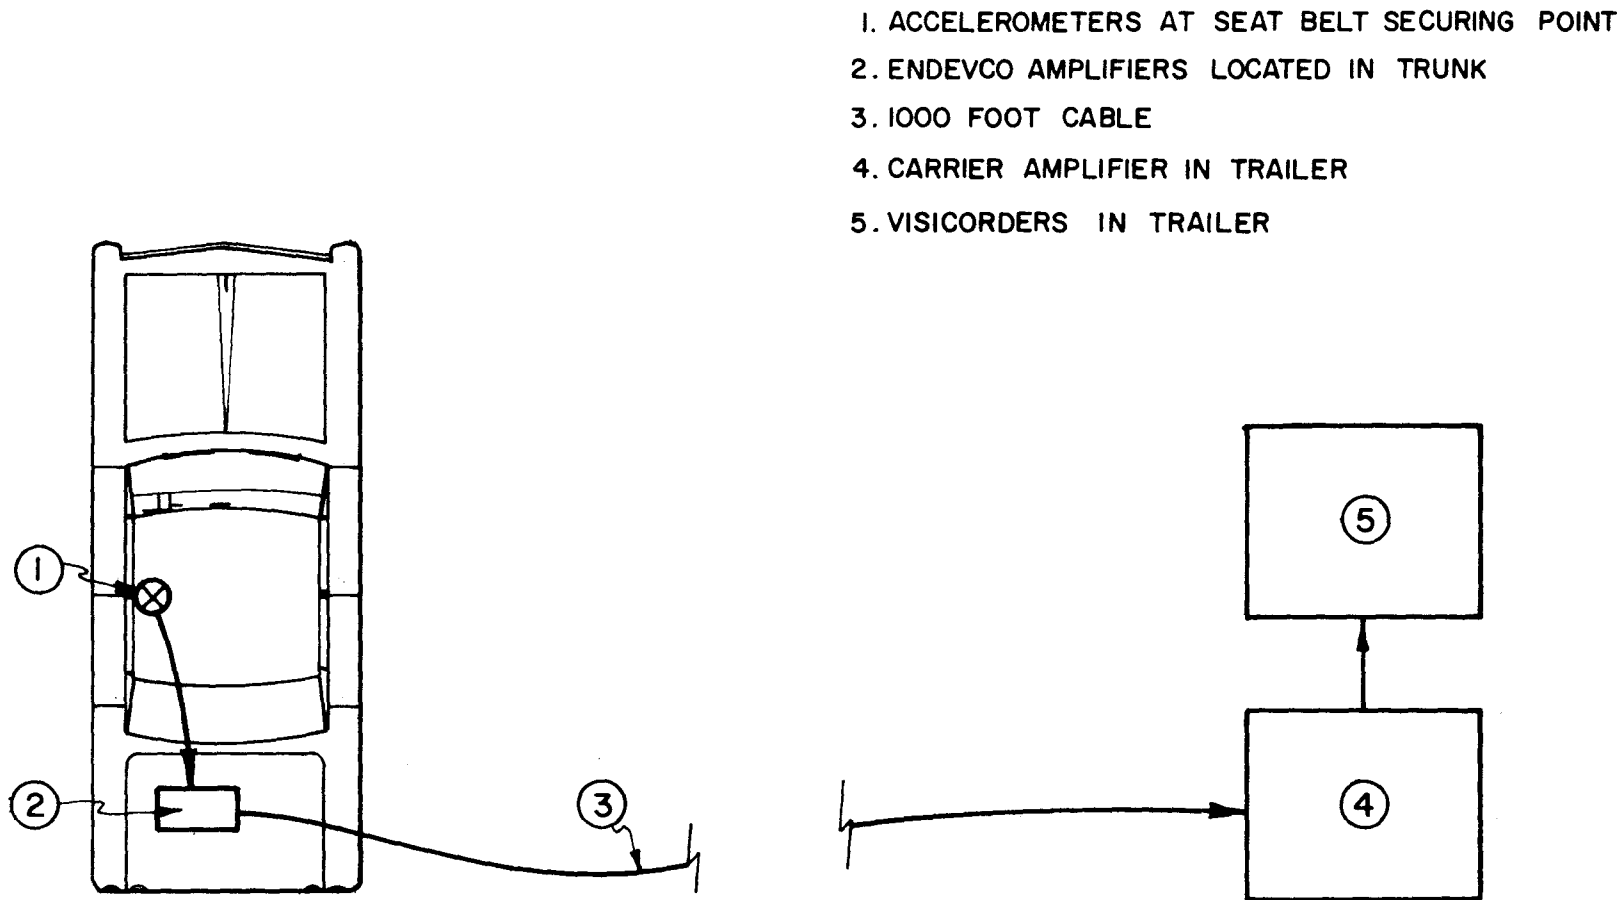 1. ACCELEROMETERS AT SEAT BELT SECURING POINT
2. ENDEVCO AMPLIFIERS LOCATED IN TRUNK
3. 1000 FOOT CABLE
4. CARRIER AMPLIFIER IN TRAILER
5. VISICORDERS IN TRAILER
5
1
2
3
4